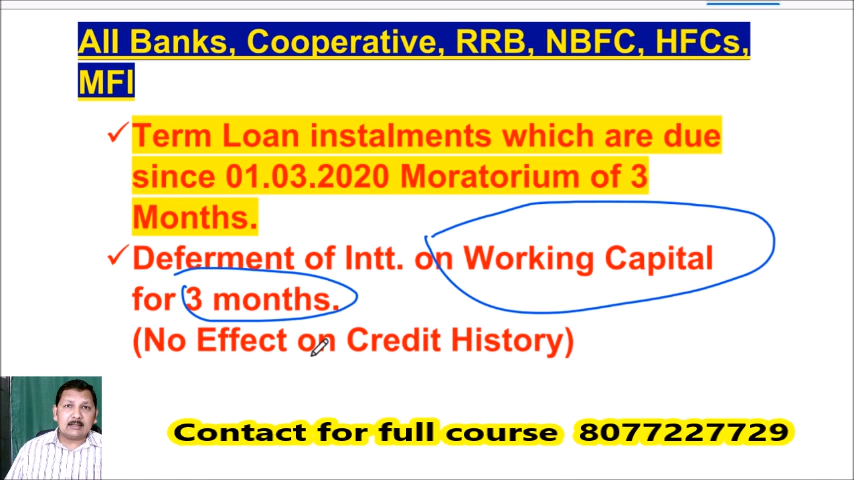 All Banks, Cooperative, RRB, NBFC, HFCs,
MFI
✓Term Loan instalments which are due
since 01.03.2020 Moratorium of 3
Months.
✓Deferment of Intt. on Working Capital
for 3 months.
(No Effect on Credit History)
Contact for full course 8077227729